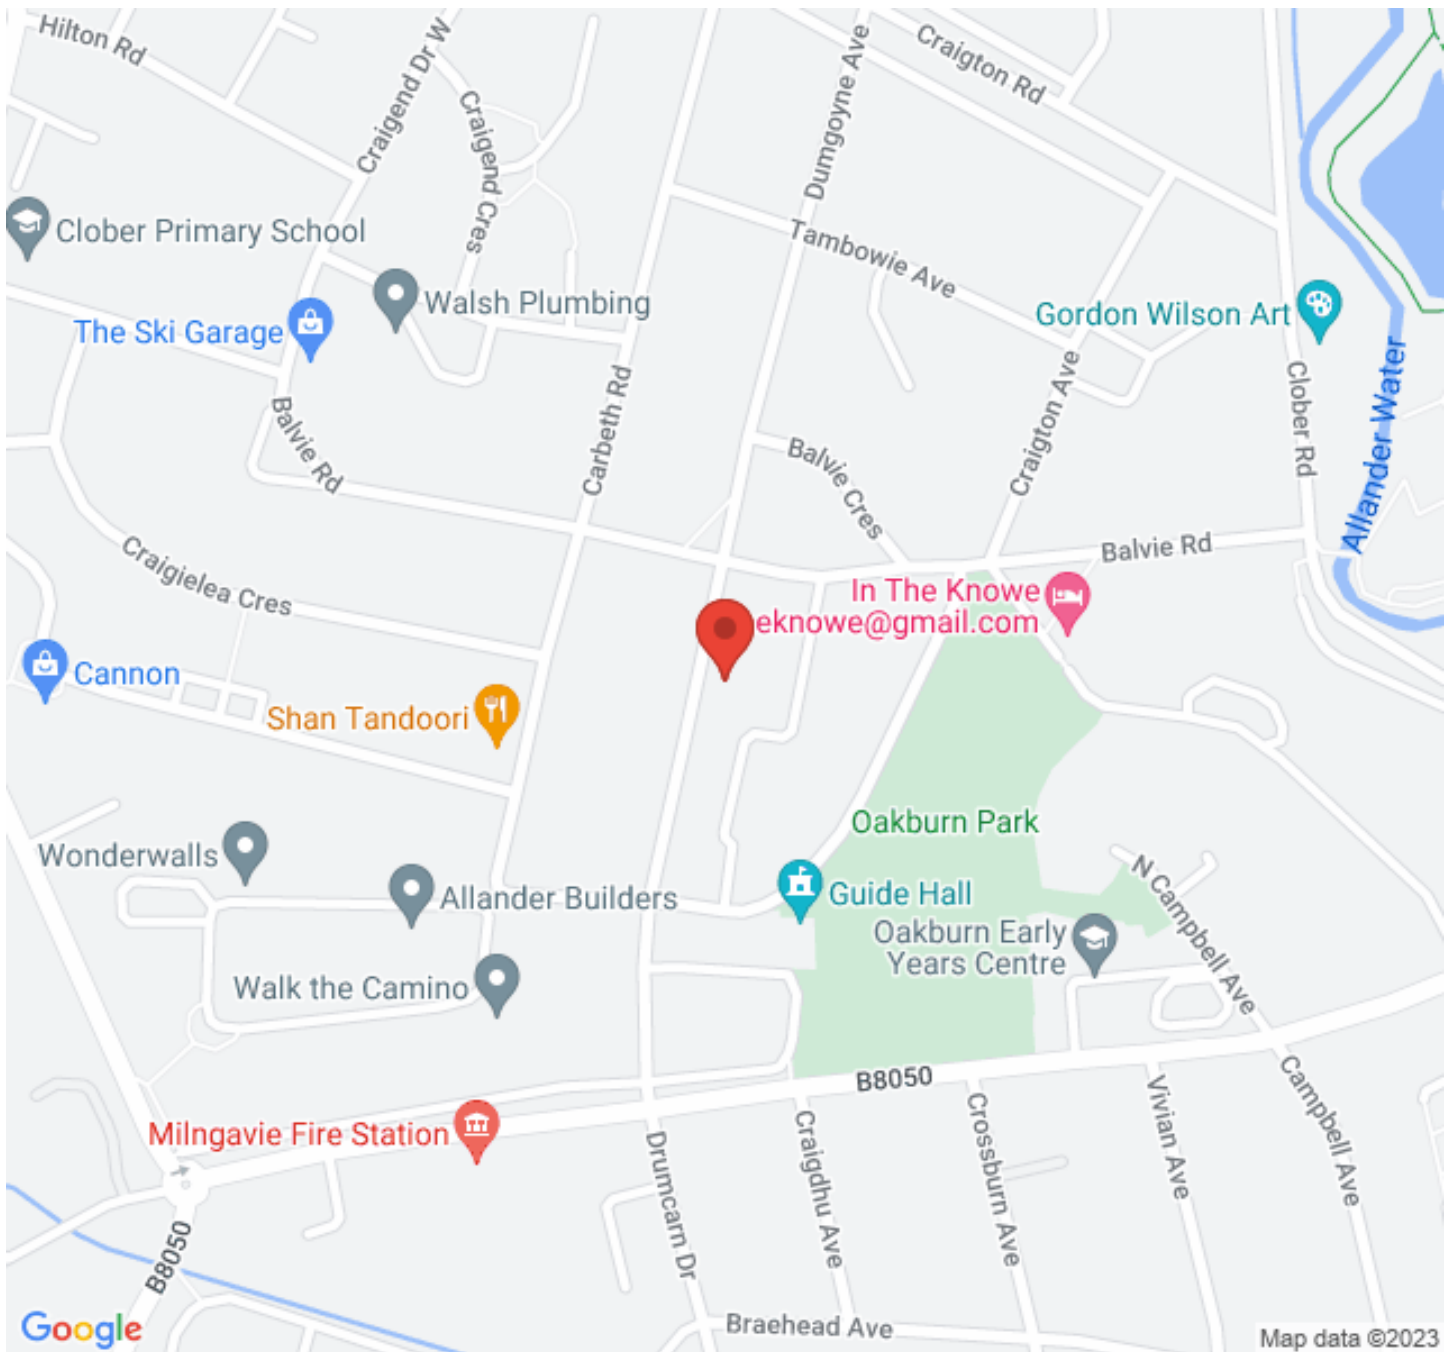 Hilton Rd
Craigend Dr W
Craigend Cres
Dumgoyne Ave
Craigton Rd
Clober Primary School
Tambowie Ave
Walsh Plumbing
The Ski Garage
Gordon Wilson Art
Allander Water
Clober Rd
Carbeth Rd
Craigton Ave
Balvie Rd
Balvie Cres
Balvie Rd
Craigielea Cres
In The Knowe
eknowe@gmail.com
Cannon
Shan Tandoori
Oakburn Park
Wonderwalls
Allander Builders
Guide Hall
N Campbell Ave
Oakburn Early
Years Centre
Walk the Camino
B8050
Milngavie Fire Station
Drumcarn Dr
Craigdhu Ave
Crossburn Ave
Vivian Ave
Campbell Ave
B8050
Braehead Ave
Google
Map data ©2023